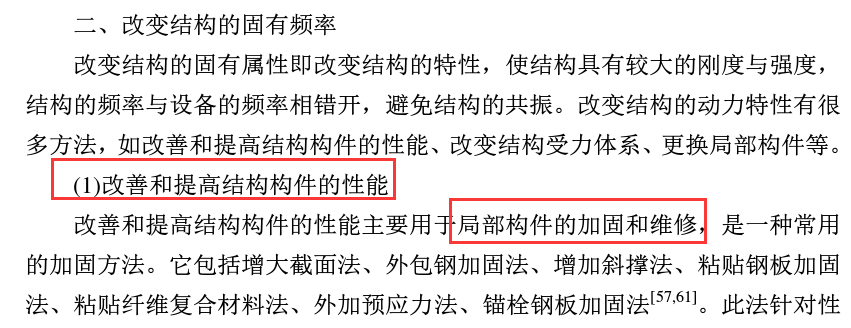 二、改变结构的固有频率
改变结构的固有属性即改变结构的特性，使结构具有较大的刚度与强度，
结构的频率与设备的频率相错开，避免结构的共振。改变结构的动力特性有很
多方法，如改善和提高结构构件的性能、改变结构受力体系、更换局部构件等。
(1)改善和提高结构构件的性能
改善和提高结构构件的性能主要用于局部构件的加固和维修，是一种常用
的加固方法。它包括增大截面法、外包钢加固法、增加斜撑法、粘贴钢板加固
法、粘贴纤维复合材料法、外加预应力法、锚栓钢板加固法[57,61]。此法针对性